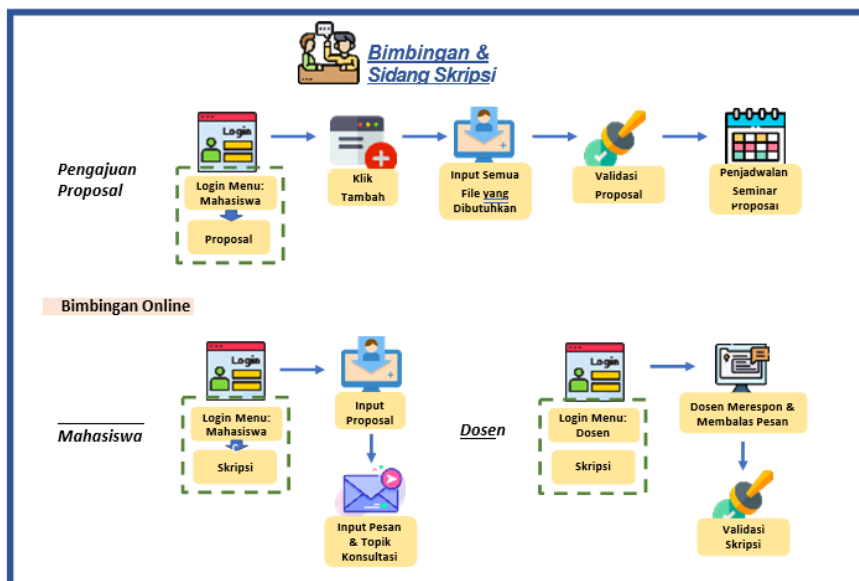 Bimbingan &
Sidang Skripsi
Login
Pengajuan
Proposal
Login Menu:
Mahasiswa
Proposal
Klik
Tambah
Input Semua
File yang
Dibutuhkan
Validasi
Proposal
Penjadwalan
Seminar
Proposal
Bimbingan Online
Login
Mahasiswa
Login Menu:
Mahasiswa
Skripsi
Input
Proposal
Input Pesan
& Topik
Konsultasi
Login
Dosen
Login Menu:
Dosen
Skripsi
Dosen Merespon &
Membalas Pesan
Validasi
Skripsi